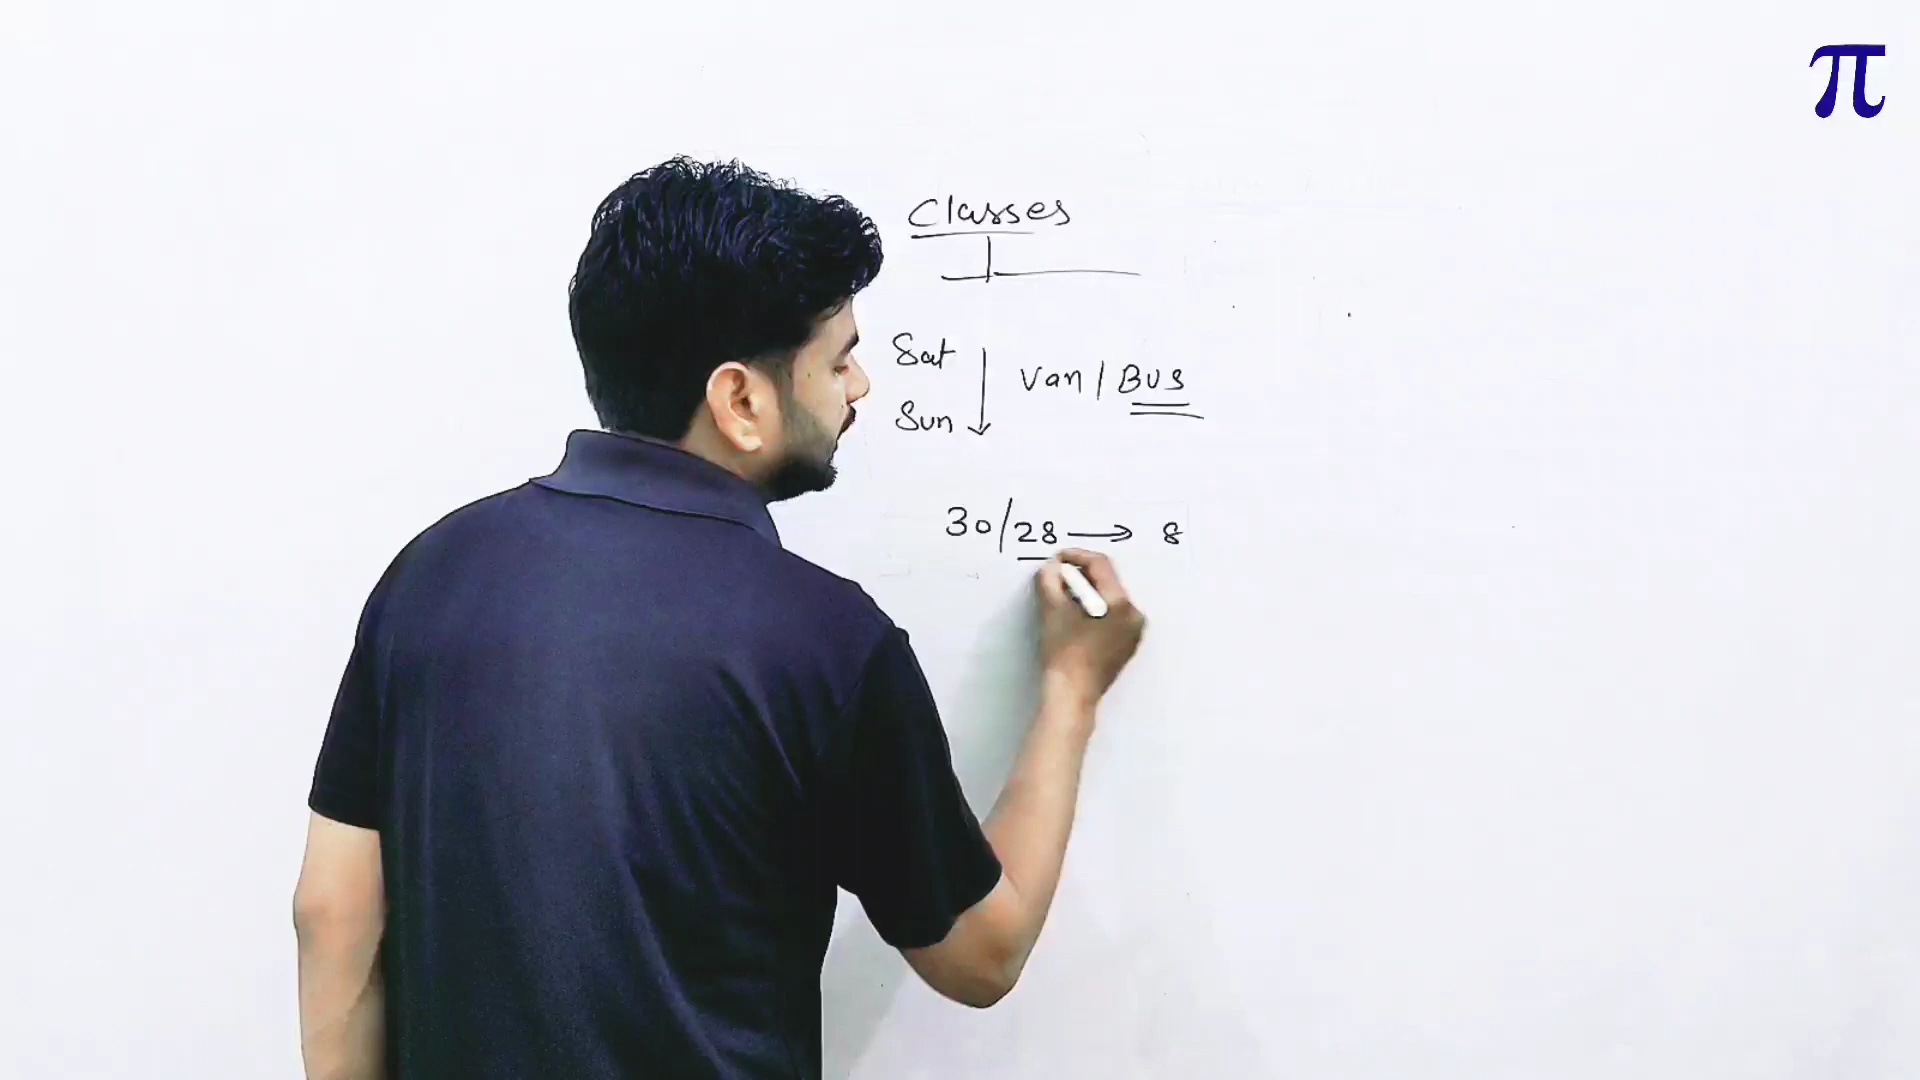 π
Classes
Sat
Van / Bus
Sun
30/28 → 8